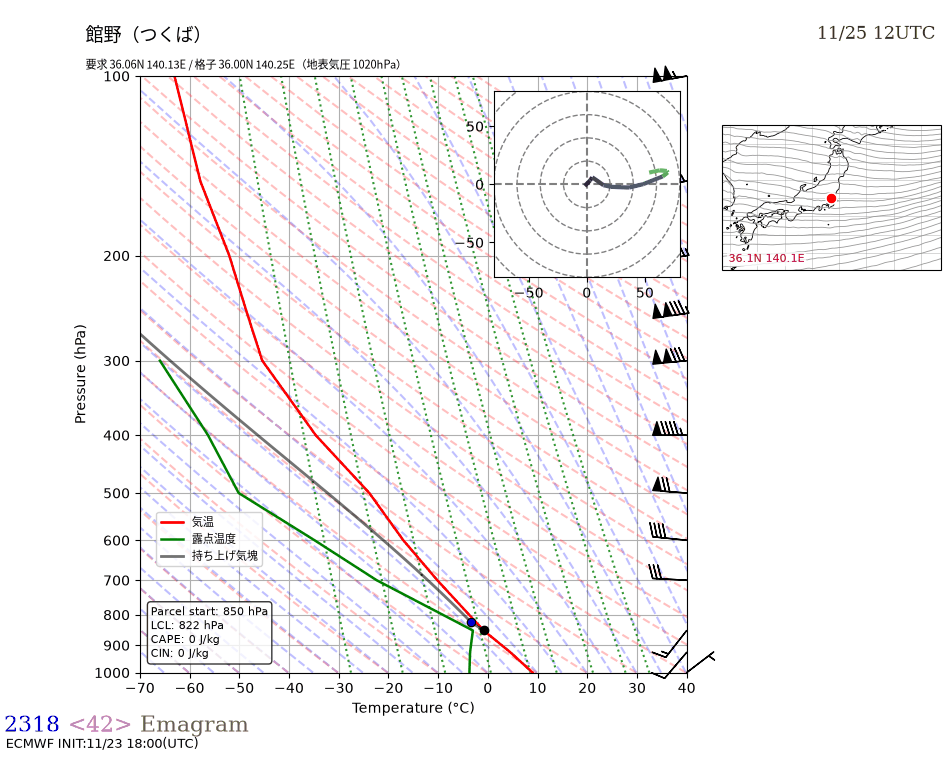 館野（つくば）
11/25 12UTC
要求 36.06N 140.13E / 格子 36.00N 140.25E（地表気圧 1020hPa）
100
200
300
400
500
600
700
800
900
1000
Pressure (hPa)
50
0
−50
−50 0 50
36.1N 140.1E
気温
露点温度
持ち上げ気塊
Parcel start: 850 hPa
LCL: 822 hPa
CAPE: 0 J/kg
CIN: 0 J/kg
−70 −60 −50 −40 −30 −20 −10 0 10 20 30 40
Temperature (°C)
2318 <42> Emagram
ECMWF INIT:11/23 18:00(UTC)